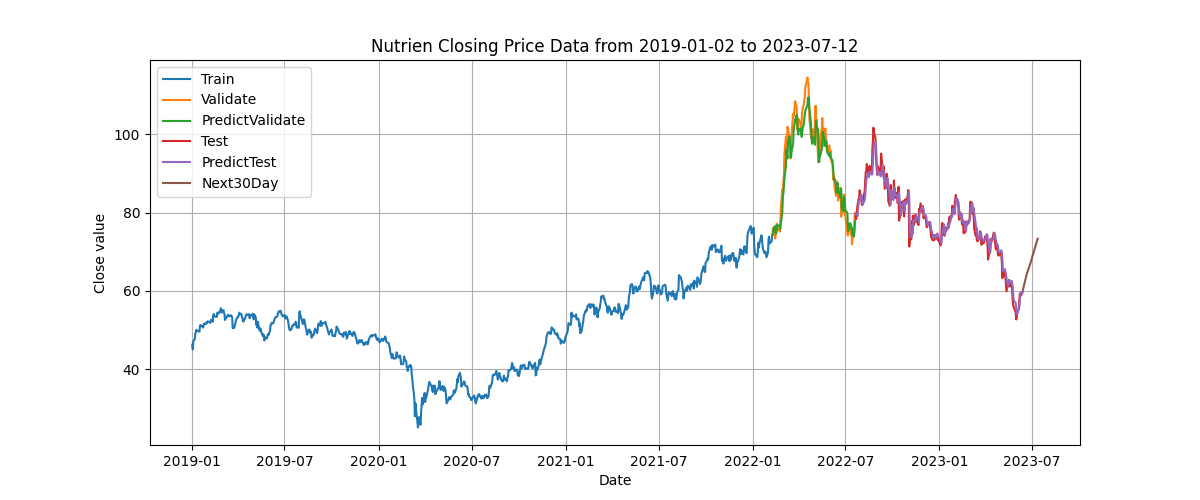 Nutrien Closing Price Data from 2019-01-02 to 2023-07-12
Train
Validate
PredictValidate
Test
PredictTest
Next30Day
Close value
100
80
60
40
2019-01 2019-07 2020-01 2020-07 2021-01 2021-07 2022-01 2022-07 2023-01 2023-07
Date